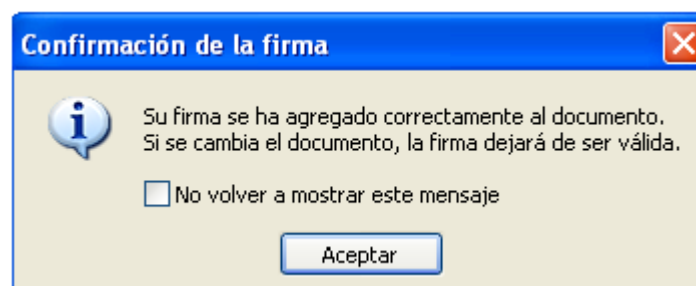 Confirmación de la firma
Su firma se ha agregado correctamente al documento.
Si se cambia el documento, la firma dejará de ser válida.
No volver a mostrar este mensaje
Aceptar